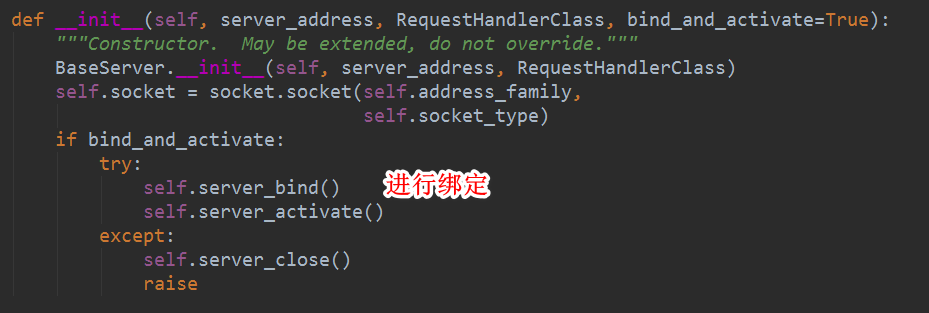 def __init__(self, server_address, RequestHandlerClass, bind_and_activate=True):
    """Constructor.  May be extended, do not override."""
    BaseServer.__init__(self, server_address, RequestHandlerClass)
    self.socket = socket.socket(self.address_family,
                                self.socket_type)
    if bind_and_activate:
        try:
            self.server_bind() 进行绑定
            self.server_activate()
        except:
            self.server_close()
            raise